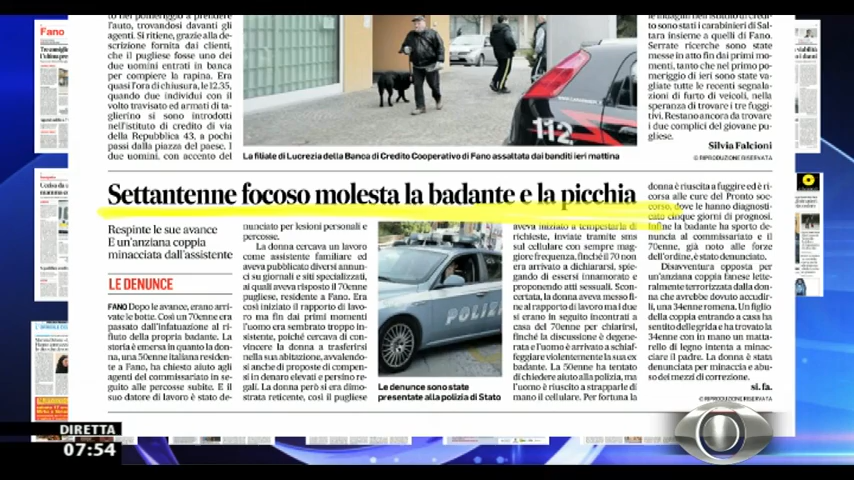 Fano
so nel pomeriggio a prendere
l'auto, trovandosi davanti gli
agenti. Si ritiene, grazie alla de-
scrizione fornita dai clienti,
che il pugliese fosse uno dei
due uomini entrati in banca
per compiere la rapina. Era
quasi l'ora di chiusura, le 12.35,
quando due individui con il
volto travisato ed armati di ta-
glierino si sono introdotti
nell'istituto di credito di via
della Repubblica 43, a pochi
passi dalla piazza del paese. I
due uomini, con accento del
112
La filiale di Lucrezia della Banca di Credito Cooperativo di Fano assaltata dai banditi ieri mattina
sono stati i carabinieri di Sal-
tara insieme a quelli di Fano.
Serrate ricerche sono state
messe in atto fin dai primi mo-
menti, tanto che nel primo po-
meriggio di ieri sono state va-
gliate tutte le recenti segnala-
zioni di furto di veicoli, nella
speranza di trovare i tre fuggi-
tivi. Restano ancora da trovare
i due complici del giovane pu-
gliese.
Silvia Falcioni
© RIPRODUZIONE RISERVATA
Settantenne focoso molesta la badante e la picchia
Respinte le sue avance
E un'anziana coppia
minacciata dall'assistente
LE DENUNCE
FANO Dopo le avance, erano arri-
vate le botte. Così un 70enne era
passato dall'infatuazione al ri-
fiuto della propria badante. La
storia è emersa in quanto la don-
na, una 50enne italiana residen-
te a Fano, ha chiesto aiuto agli
agenti del commissariato in se-
guito alle percosse subite. E il
suo datore di lavoro è stato de-
nunciato per lesioni personali e
percosse.
La donna cercava un lavoro
come assistente familiare ed
aveva pubblicato diversi annun-
ci su giornali e siti specializzati,
ai quali aveva risposto il 70enne
pugliese, residente a Fano. Era
così iniziato il rapporto di lavo-
ro ma fin dai primi momenti
l'uomo era sembrato troppo in-
sistente, poiché cercava di con-
vincere la donna a trasferirsi
nella sua abitazione, avvalendo-
si anche di proposte di compen-
si in denaro elevati e persino re-
gali. La donna però si era dimo-
strata reticente, così il pugliese
POLIZIA
Le denunce sono state
presentate alla polizia di Stato
aveva iniziato a tempestarla di
richieste, inviate tramite sms
sul cellulare con sempre mag-
giore frequenza, finché il 70 non
era arrivato a dichiararsi, spie-
gando di essersi innamorato e
proponendo atti sessuali. Scon-
certata, la donna aveva messo fi-
ne al rapporto di lavoro ma i due
si erano in seguito incontrati a
casa del 70enne per chiarirsi,
finché la discussione è degene-
rata e l'uomo è arrivato a schiaf-
feggiare violentemente la sua ex
badante. La 50enne ha tentato
di chiedere aiuto alla polizia, ma
l'uomo è riuscito a strapparle di
mano il cellulare. Per fortuna la
donna è riuscita a fuggire ed è ri-
corsa alle cure del Pronto soc-
corso, dove le hanno diagnosti-
cato cinque giorni di prognosi.
Infine la badante ha sporto de-
nuncia al commissariato e il
70enne, già noto alle forze
dell'ordine, è stato denunciato.
Disavventura opposta per
un'anziana coppia fanese lette-
ralmente terrorizzata dalla don-
na che avrebbe dovuto accudir-
li, una 34enne romena. Un figlio
della coppia entrando a casa ha
sentito delle grida e ha trovato la
34enne con in mano un matta-
rello di legno intenta a minac-
ciare il padre. La donna è stata
denunciata per minaccia e abu-
so dei mezzi di correzione.
si. fa.
© RIPRODUZIONE RISERVATA
DIRETTA
07:54